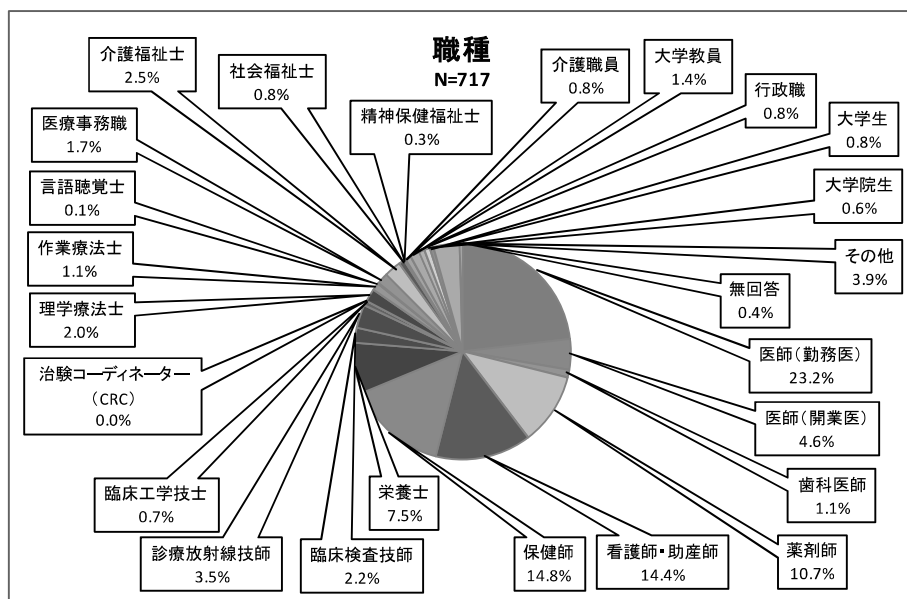 職種
N=717
医師(勤務医)
23.2%
医師(開業医)
4.6%
歯科医師
1.1%
薬剤師
10.7%
看護師・助産師
14.4%
保健師
14.8%
栄養士
7.5%
臨床検査技師
2.2%
診療放射線技師
3.5%
臨床工学技士
0.7%
治験コーディネーター
(CRC)
0.0%
理学療法士
2.0%
作業療法士
1.1%
言語聴覚士
0.1%
医療事務職
1.7%
介護福祉士
2.5%
社会福祉士
0.8%
精神保健福祉士
0.3%
介護職員
0.8%
大学教員
1.4%
行政職
0.8%
大学生
0.8%
大学院生
0.6%
その他
3.9%
無回答
0.4%